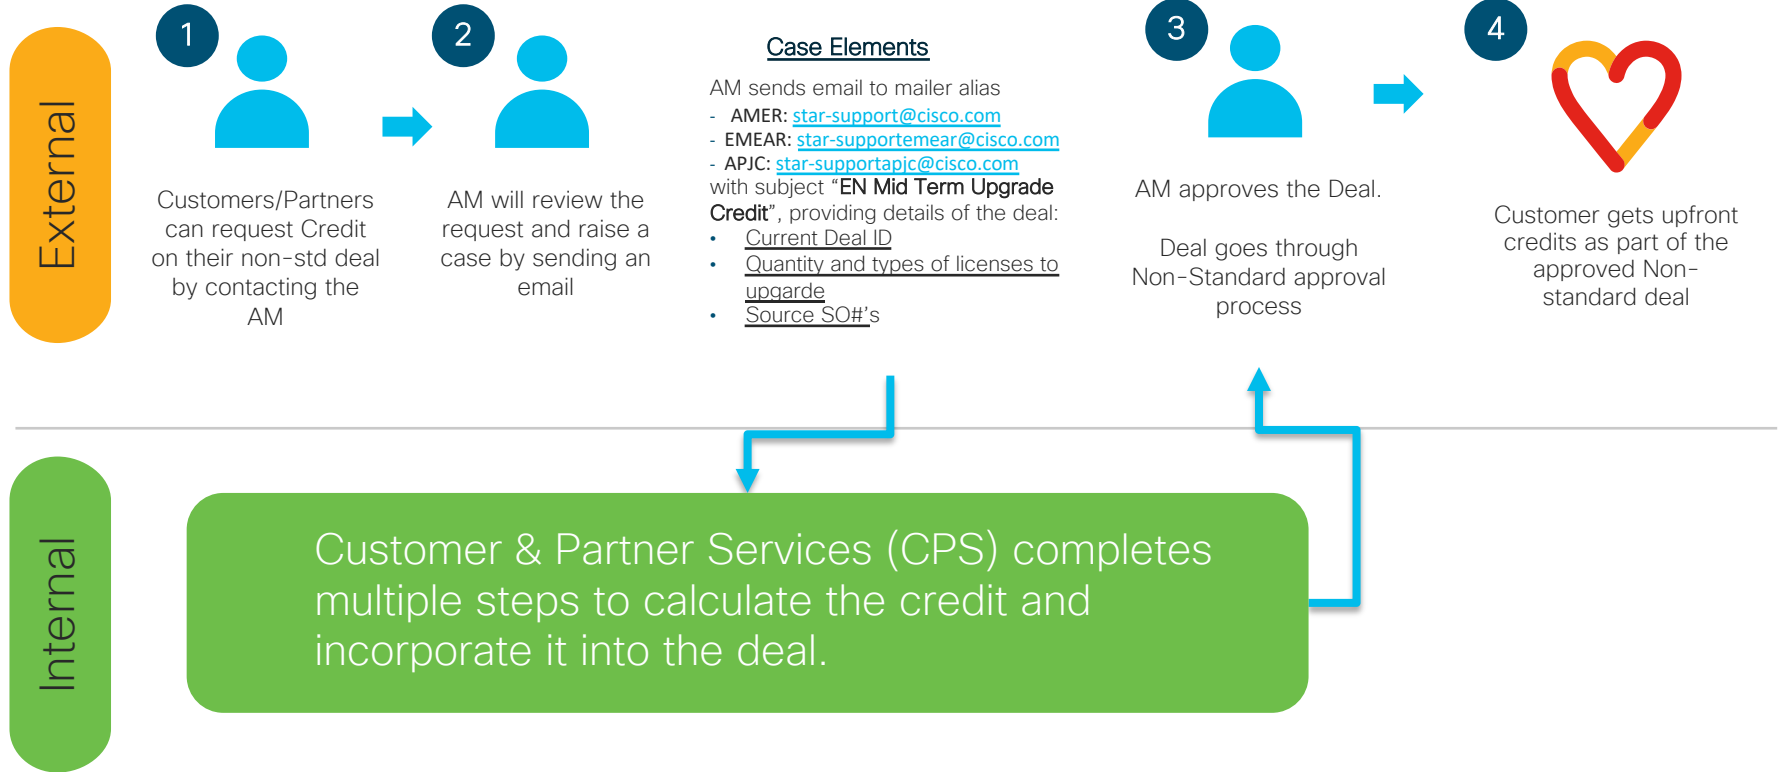 External
1
Customers/Partners
can request Credit
on their non-std deal
by contacting the
AM
2
AM will review the
request and raise a
case by sending an
email
Case Elements
AM sends email to mailer alias
- AMER: star-support@cisco.com
- EMEAR: star-supportemear@cisco.com
- APJC: star-supportapjc@cisco.com
with subject “EN Mid Term Upgrade
Credit”, providing details of the deal:
• Current Deal ID
• Quantity and types of licenses to
upgarde
• Source SO#'s
3
AM approves the Deal.
Deal goes through
Non-Standard approval
process
4
Customer gets upfront
credits as part of the
approved Non-
standard deal
Internal
Customer & Partner Services (CPS) completes
multiple steps to calculate the credit and
incorporate it into the deal.